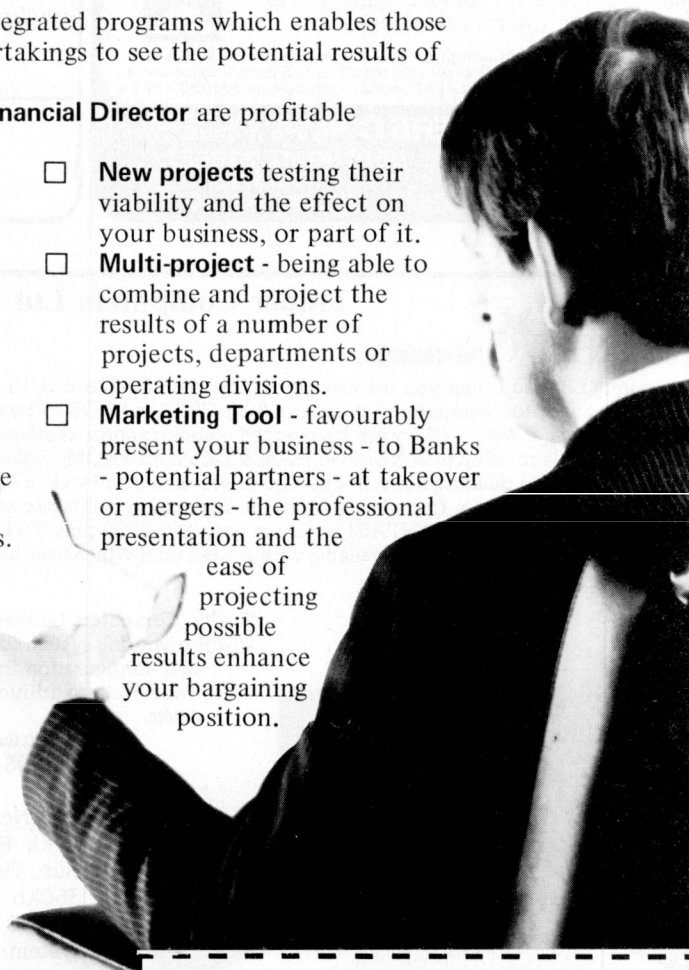 egrated programs which enables those
rtakings to see the potential results of
nancial Director are profitable
New projects testing their
viability and the effect on
your business, or part of it.
Multi-project - being able to
combine and project the
results of a number of
projects, departments or
operating divisions.
Marketing Tool - favourably
present your business - to Banks
- potential partners - at takeover
or mergers - the professional
presentation and the
ease of
projecting
possible
results enhance
your bargaining
position.
e
s.